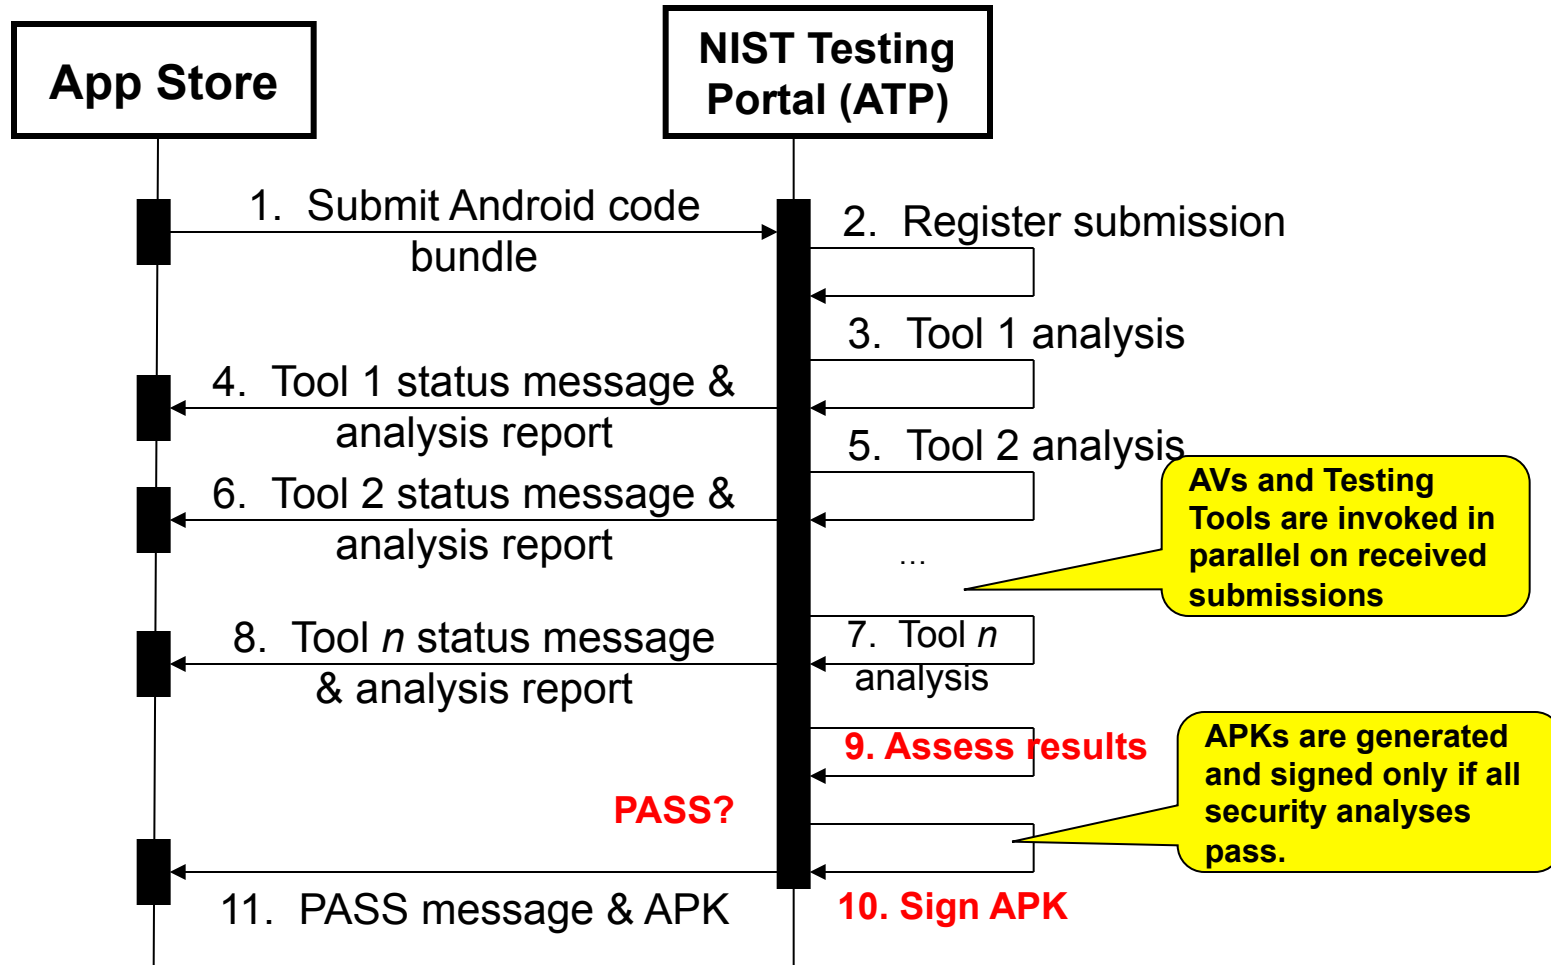 App Store
NIST Testing
Portal (ATP)
1. Submit Android code
bundle
2. Register submission
3. Tool 1 analysis
4. Tool 1 status message &
analysis report
5. Tool 2 analysis
6. Tool 2 status message &
analysis report
AVs and Testing
Tools are invoked in
parallel on received
submissions
...
7. Tool n
analysis
8. Tool n status message
& analysis report
9. Assess results
APKs are generated
and signed only if all
security analyses
pass.
PASS?
10. Sign APK
11. PASS message & APK